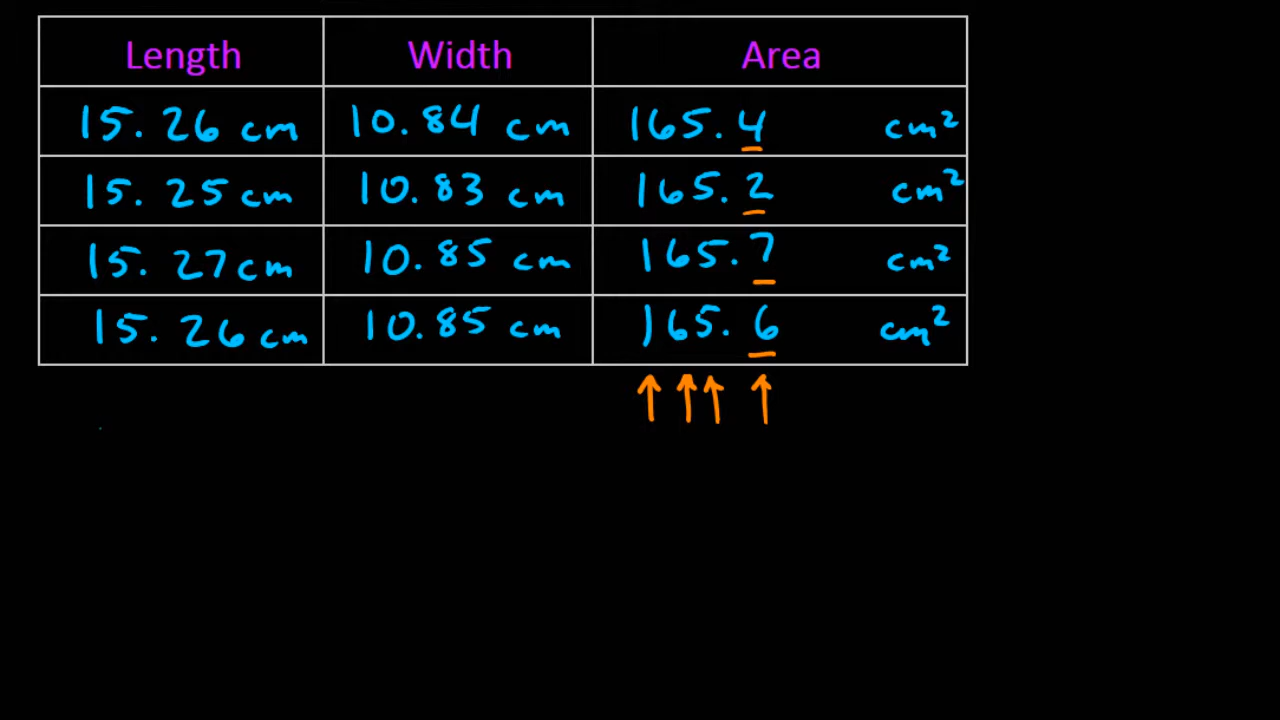 Length Width Area
15.26 cm 10.84 cm 165.4 cm²
15.25 cm 10.83 cm 165.2 cm²
15.27 cm 10.85 cm 165.7 cm²
15.26 cm 10.85 cm 165.6 cm²